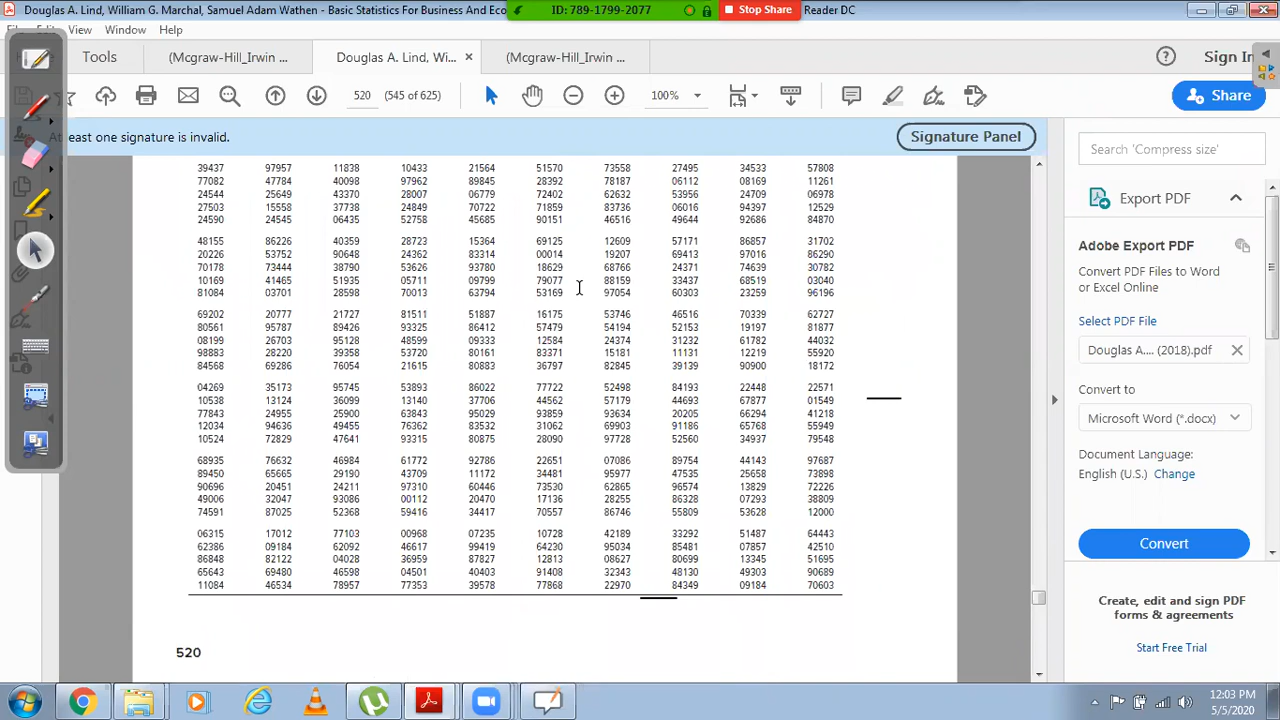 Douglas A. Lind, William G. Marchal, Samuel Adam Wathen - Basic Statistics For Business And Eco
ID: 789-1799-2077
Stop Share
Reader DC
View Window Help
Tools
(Mcgraw-Hill_Irwin ...
Douglas A. Lind, Wi...
(Mcgraw-Hill_Irwin ...
Sign In
520 (545 of 625)
100%
Share
At least one signature is invalid.
Signature Panel
39437 97957 11838 10433 21564 51570 73558 27495 34533 57808
77082 47784 40098 97962 89845 28392 78187 06112 08169 11261
24544 25649 43370 28007 06779 72402 62632 53956 24709 06978
27503 15558 37738 24849 70722 71859 83736 06016 94397 12529
24590 24545 06435 52758 45685 90151 46516 49644 92686 84870
48155 86226 40359 28723 15364 69125 12609 57171 86857 31702
20226 53752 90648 24362 83314 00014 19207 69413 97016 86290
70178 73444 38790 53626 93780 18629 68766 24371 74639 30782
10169 41465 51935 05711 09799 79077 88159 33437 68519 03040
81084 03701 28598 70013 63794 53169 97054 60303 23259 96196
69202 20777 21727 81511 51887 16175 53746 46516 70339 62727
80561 95787 89426 93325 86412 57479 54194 52153 19197 81877
08199 26703 95128 48599 09333 12584 24374 31232 61782 44032
98883 28220 39358 53720 80161 83371 15181 11131 12219 55920
84568 69286 76054 21615 80883 36797 82845 39139 90900 18172
04269 35173 95745 53893 86022 77722 52498 84193 22448 22571
10538 13124 36099 13140 37706 44562 57179 44693 67877 01549
77843 24955 25900 63843 95029 93859 93634 20205 66294 41218
12034 94636 49455 76362 83532 31062 69903 91186 65768 55949
10524 72829 47641 93315 80875 28090 97728 52560 34937 79548
68935 76632 46984 61772 92786 22651 07086 89754 44143 97687
89450 65665 29190 43709 11172 34481 95977 47535 25658 73898
90696 20451 24211 97310 60446 73530 62865 96574 13829 72226
49006 32047 93086 00112 20470 17136 28255 86328 07293 38809
74591 87025 52368 59416 34417 70557 86746 55809 53628 12000
06315 17012 77103 00968 07235 10728 42189 33292 51487 64443
62386 09184 62092 46617 99419 64230 95034 85481 07857 42510
86848 82122 04028 36959 87827 12813 08627 80699 13345 51695
65643 69480 46598 04501 40403 91408 32343 48130 49303 90689
11084 46534 78957 77353 39578 77868 22970 84349 09184 70603
520
Search 'Compress size'
Export PDF
Adobe Export PDF
Convert PDF Files to Word
or Excel Online
Select PDF File
Douglas A.... (2018).pdf
Convert to
Microsoft Word (*.docx)
Document Language:
English (U.S.) Change
Convert
Create, edit and sign PDF
forms & agreements
Start Free Trial
12:03 PM
5/5/2020